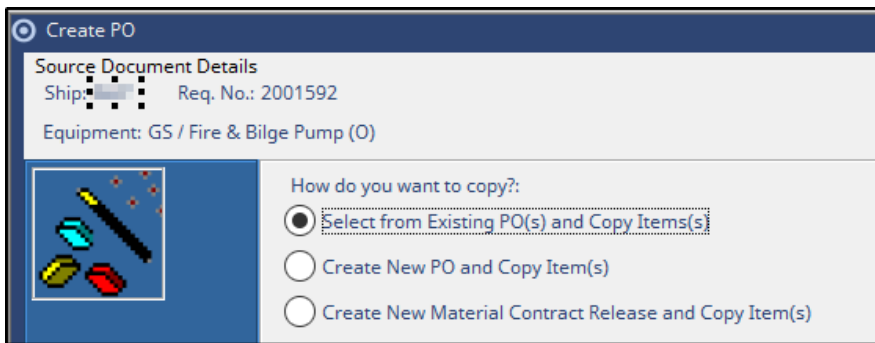 Create PO
Source Document Details
Ship: Req. No.: 2001592
Equipment: GS / Fire & Bilge Pump (O)
How do you want to copy?:
Select from Existing PO(s) and Copy Items(s)
Create New PO and Copy Item(s)
Create New Material Contract Release and Copy Item(s)